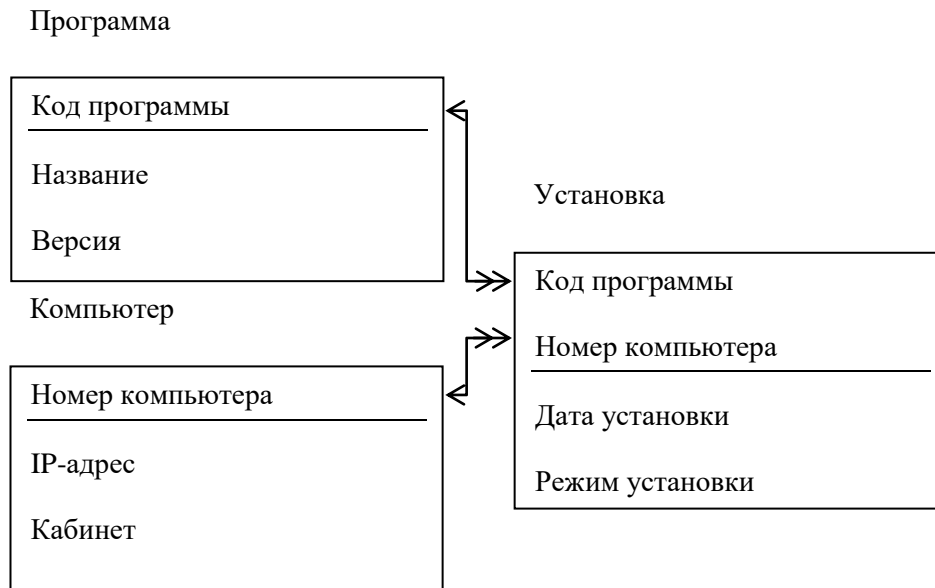 Программа
Код программы
Название
Версия
Компьютер
Номер компьютера
IP-адрес
Кабинет
Установка
Код программы
Номер компьютера
Дата установки
Режим установки